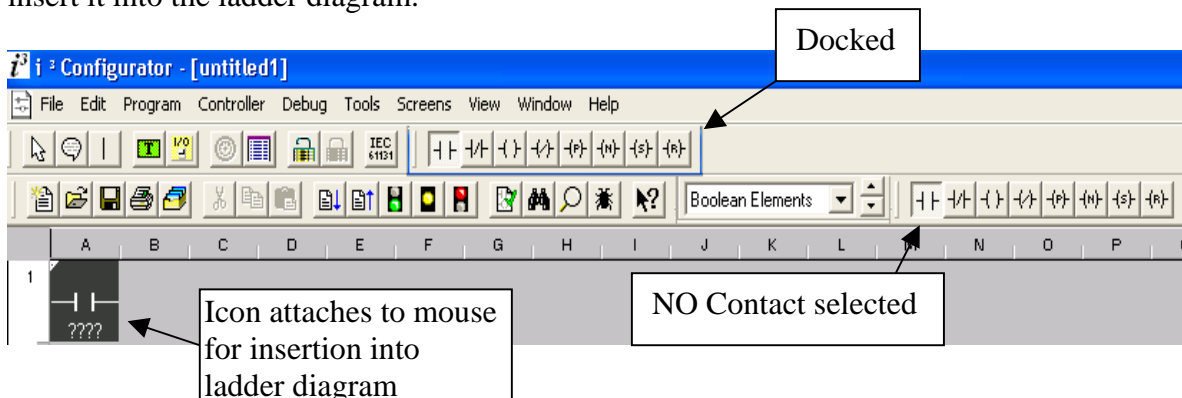 insert it into the ladder diagram.
Docked
i³ i ³ Configurator - [untitled1]
File Edit Program Controller Debug Tools Screens View Window Help
T I/O IEC 61131 (P) (N) (S) (R)
Boolean Elements (P) (N) (S) (R)
A B C D E F G H I J K L M N O P
1
????
Icon attaches to mouse
for insertion into
ladder diagram
NO Contact selected